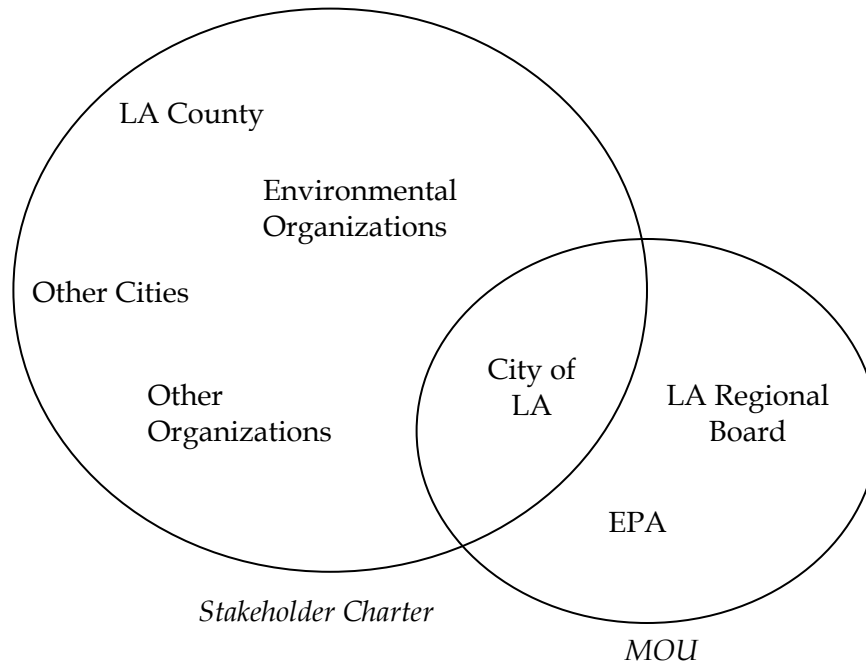 LA County
Environmental
Organizations
Other Cities
City of
LA
Other
Organizations
LA Regional
Board
EPA
Stakeholder Charter
MOU